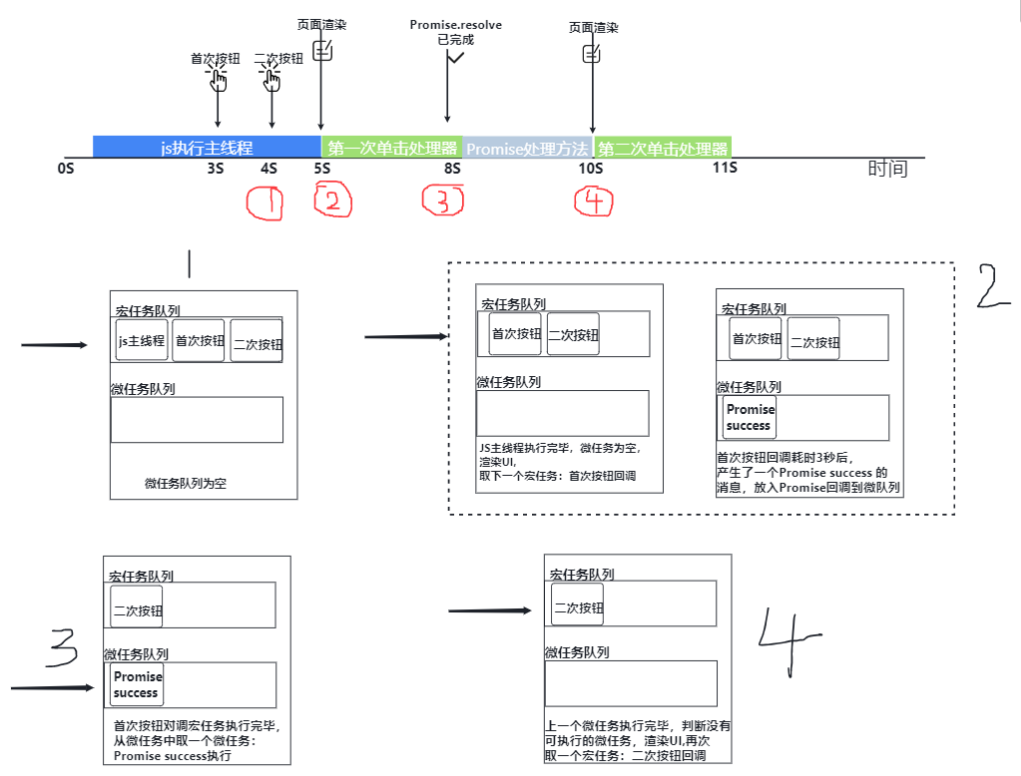 页面渲染
Promise.resolve
已完成
页面渲染
首次按钮
二次按钮
js执行主线程
第一次单击处理器
Promise处理方法
第二次单击处理器
0S
3S
4S
5S
8S
10S
11S
时间
1
2
3
4
1
宏任务队列
js主线程
首次按钮
二次按钮
微任务队列
微任务队列为空
2
宏任务队列
首次按钮
二次按钮
微任务队列
JS主线程执行完毕，微任务为空，
渲染UI,
取下一个宏任务：首次按钮回调
宏任务队列
首次按钮
二次按钮
微任务队列
Promise
success
首次按钮回调耗时3秒后，
产生了一个Promise success 的
消息，放入Promise回调到微队列
3
宏任务队列
二次按钮
微任务队列
Promise
success
首次按钮对调宏任务执行完毕，
从微任务中取一个微任务：
Promise success执行
4
宏任务队列
二次按钮
微任务队列
上一个微任务执行完毕，判断没有
可执行的微任务，渲染UI,再次
取一个宏任务：二次按钮回调